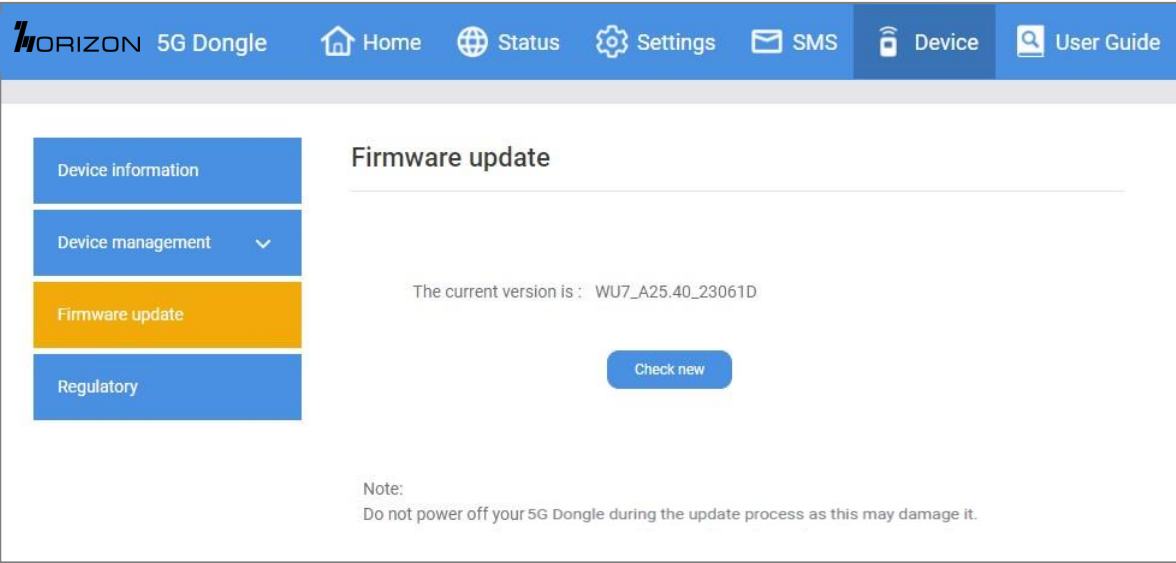 HORIZON 5G Dongle Home Status Settings SMS Device User Guide
Device information
Device management
Firmware update
Regulatory
Firmware update
The current version is : WU7_A25.40_23061D
Check new
Note:
Do not power off your 5G Dongle during the update process as this may damage it.